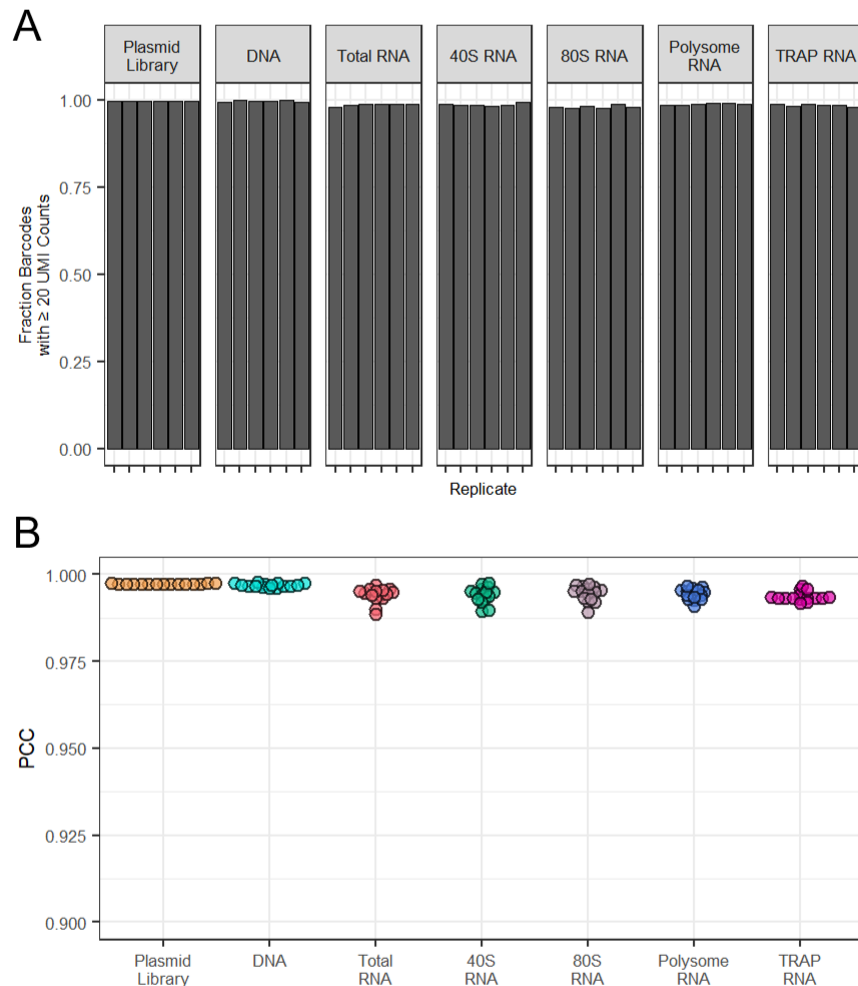 A
Plasmid
Library
DNA
Total RNA
40S RNA
80S RNA
Polysome
RNA
TRAP RNA
Fraction Barcodes
with ≥ 20 UMI Counts
1.00
0.75
0.50
0.25
0.00
Replicate
B
PCC
1.000
0.975
0.950
0.925
0.900
Plasmid
Library
DNA
Total
RNA
40S
RNA
80S
RNA
Polysome
RNA
TRAP
RNA